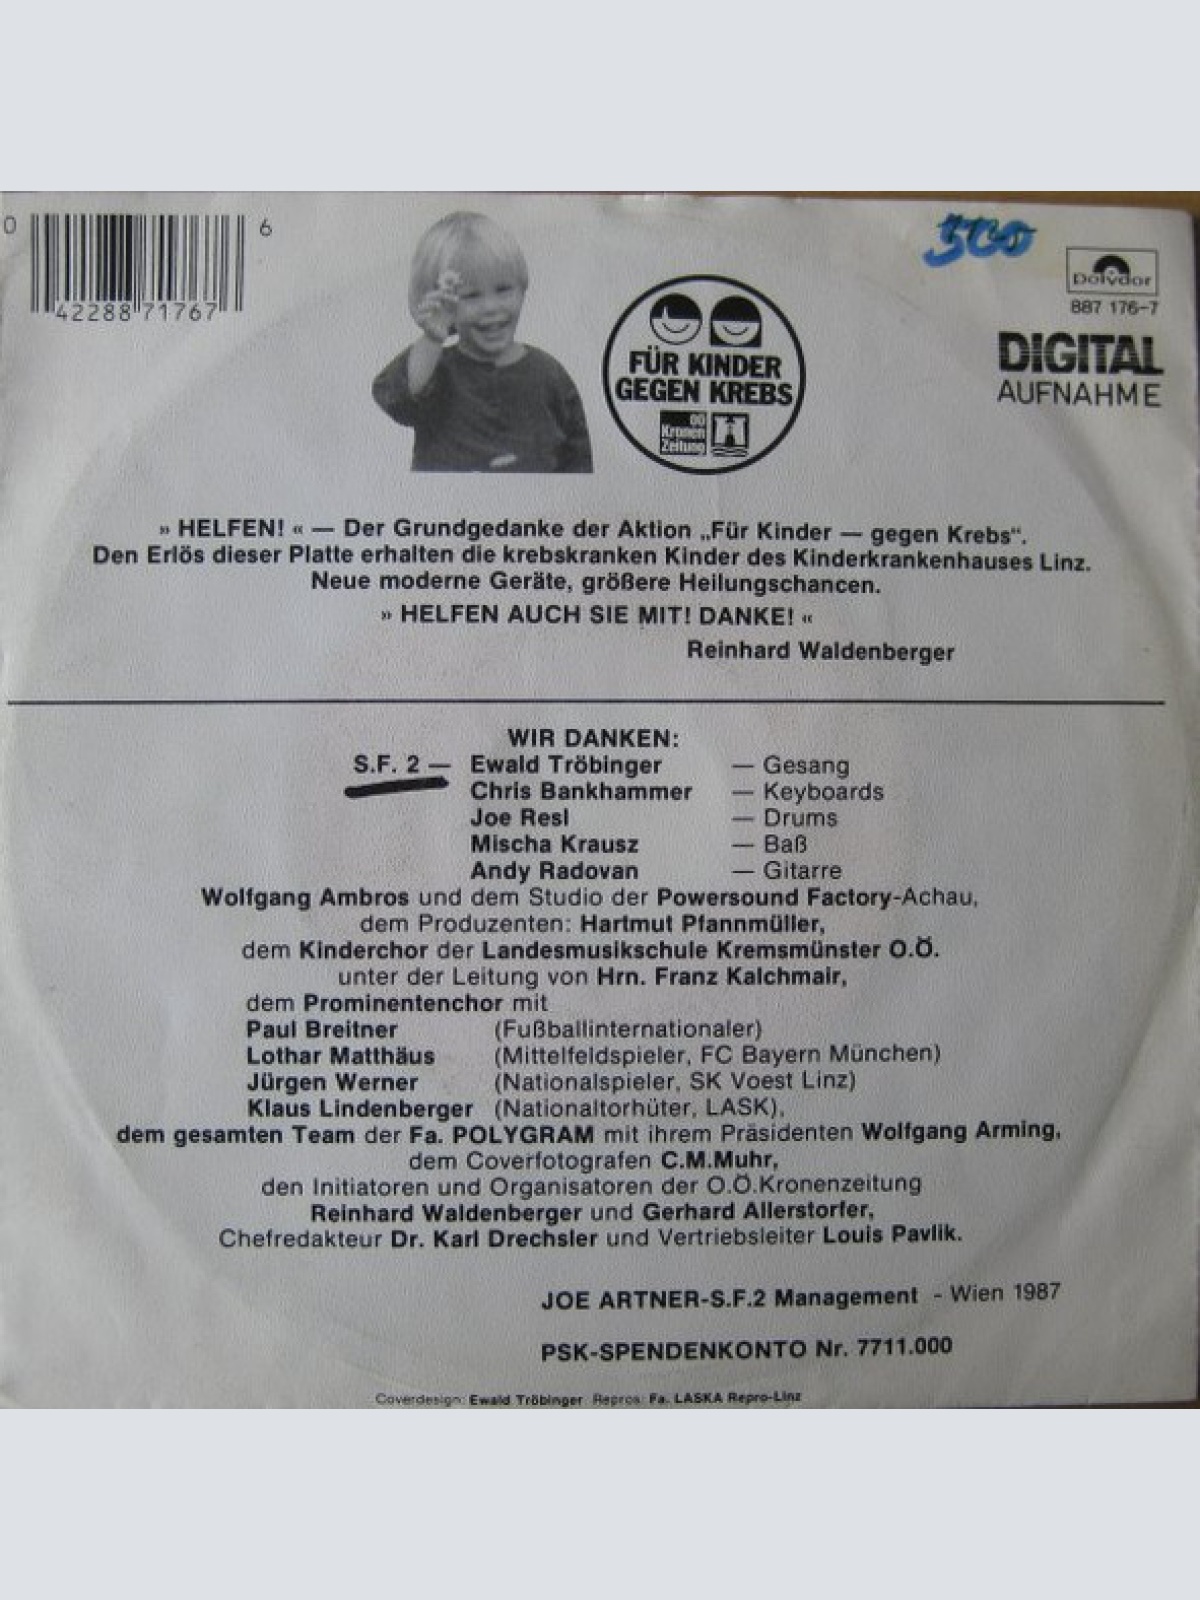 0 42288 71767 6
500
Polydor
887 176-7
DIGITAL
AUFNAHME
FÜR KINDER
GEGEN KREBS
OÖ
Kronen
Zeitung
» HELFEN! « — Der Grundgedanke der Aktion „Für Kinder — gegen Krebs“.
Den Erlös dieser Platte erhalten die krebskranken Kinder des Kinderkrankenhauses Linz.
Neue moderne Geräte, größere Heilungschancen.
» HELFEN AUCH SIE MIT! DANKE! «
Reinhard Waldenberger
WIR DANKEN:
S.F. 2 — Ewald Tröbinger — Gesang
Chris Bankhammer — Keyboards
Joe Resl — Drums
Mischa Krausz — Baß
Andy Radovan — Gitarre
Wolfgang Ambros und dem Studio der Powersound Factory-Achau,
dem Produzenten: Hartmut Pfannmüller,
dem Kinderchor der Landesmusikschule Kremsmünster O.Ö.
unter der Leitung von Hrn. Franz Kalchmair,
dem Prominentenchor mit
Paul Breitner (Fußballinternationaler)
Lothar Matthäus (Mittelfeldspieler, FC Bayern München)
Jürgen Werner (Nationalspieler, SK Voest Linz)
Klaus Lindenberger (Nationaltorhüter, LASK),
dem gesamten Team der Fa. POLYGRAM mit ihrem Präsidenten Wolfgang Arming,
dem Coverfotografen C.M.Muhr,
den Initiatoren und Organisatoren der O.Ö.Kronenzeitung
Reinhard Waldenberger und Gerhard Allerstorfer,
Chefredakteur Dr. Karl Drechsler und Vertriebsleiter Louis Pavlik.
JOE ARTNER-S.F.2 Management - Wien 1987
PSK-SPENDENKONTO Nr. 7711.000
Coverdesign: Ewald Tröbinger Repros: Fa. LASKA Repro-Linz